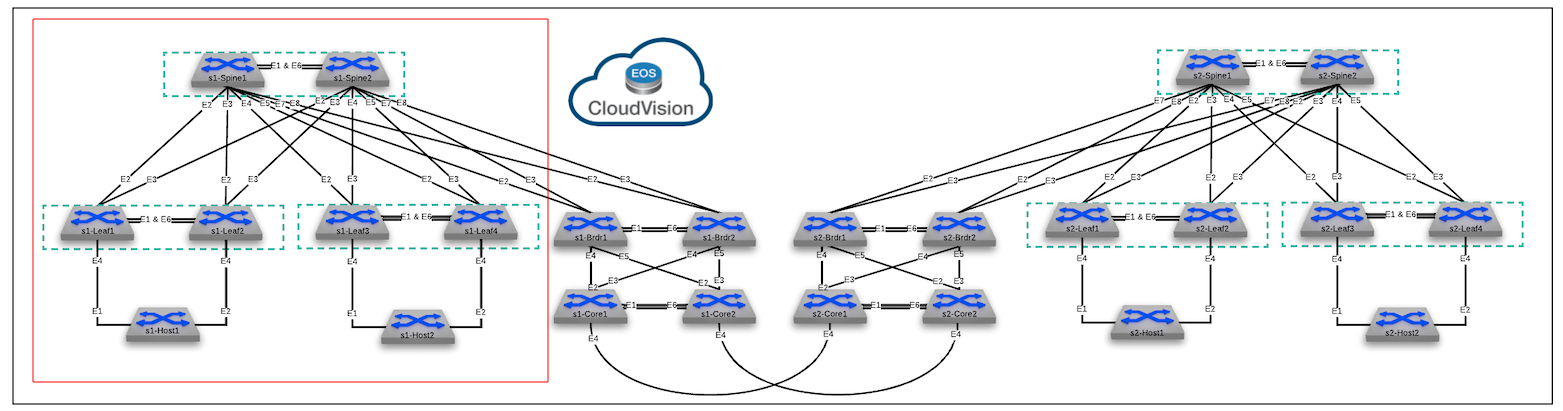 EOS
CloudVision
s1-Spine1
E1 & E6
s1-Spine2
s2-Spine1
E1 & E6
s2-Spine2
E2 E3 E4 E5 E7 E8 E2 E3 E4 E5 E7 E8
E7 E8 E2 E3 E4 E5 E7 E8 E2 E3 E4 E5
E2 E3 E2 E3 E2 E3 E2 E3 E2 E3 E2 E3
E2 E3 E2 E3 E2 E3 E2 E3 E2 E3 E2 E3
s1-Leaf1
E1 & E6
s1-Leaf2
s1-Leaf3
E1 & E6
s1-Leaf4
s1-Brdr1
E1 E6
s1-Brdr2
s2-Brdr1
E1 E6
s2-Brdr2
s2-Leaf1
E1 & E6
s2-Leaf2
s2-Leaf3
E1 & E6
s2-Leaf4
E4 E4 E4 E4
E4 E5 E4 E5
E4 E3 E4 E5
E4 E4 E4 E4
E2 E3 E2 E3
E2 E3 E2 E3
s1-Core1
E1 E6
s1-Core2
s2-Core1
E1 E6
s2-Core2
E1
s1-Host1
E2
E1
s1-Host2
E2
E4 E4 E4 E4
E1
s2-Host1
E2
E1
s2-Host2
E2